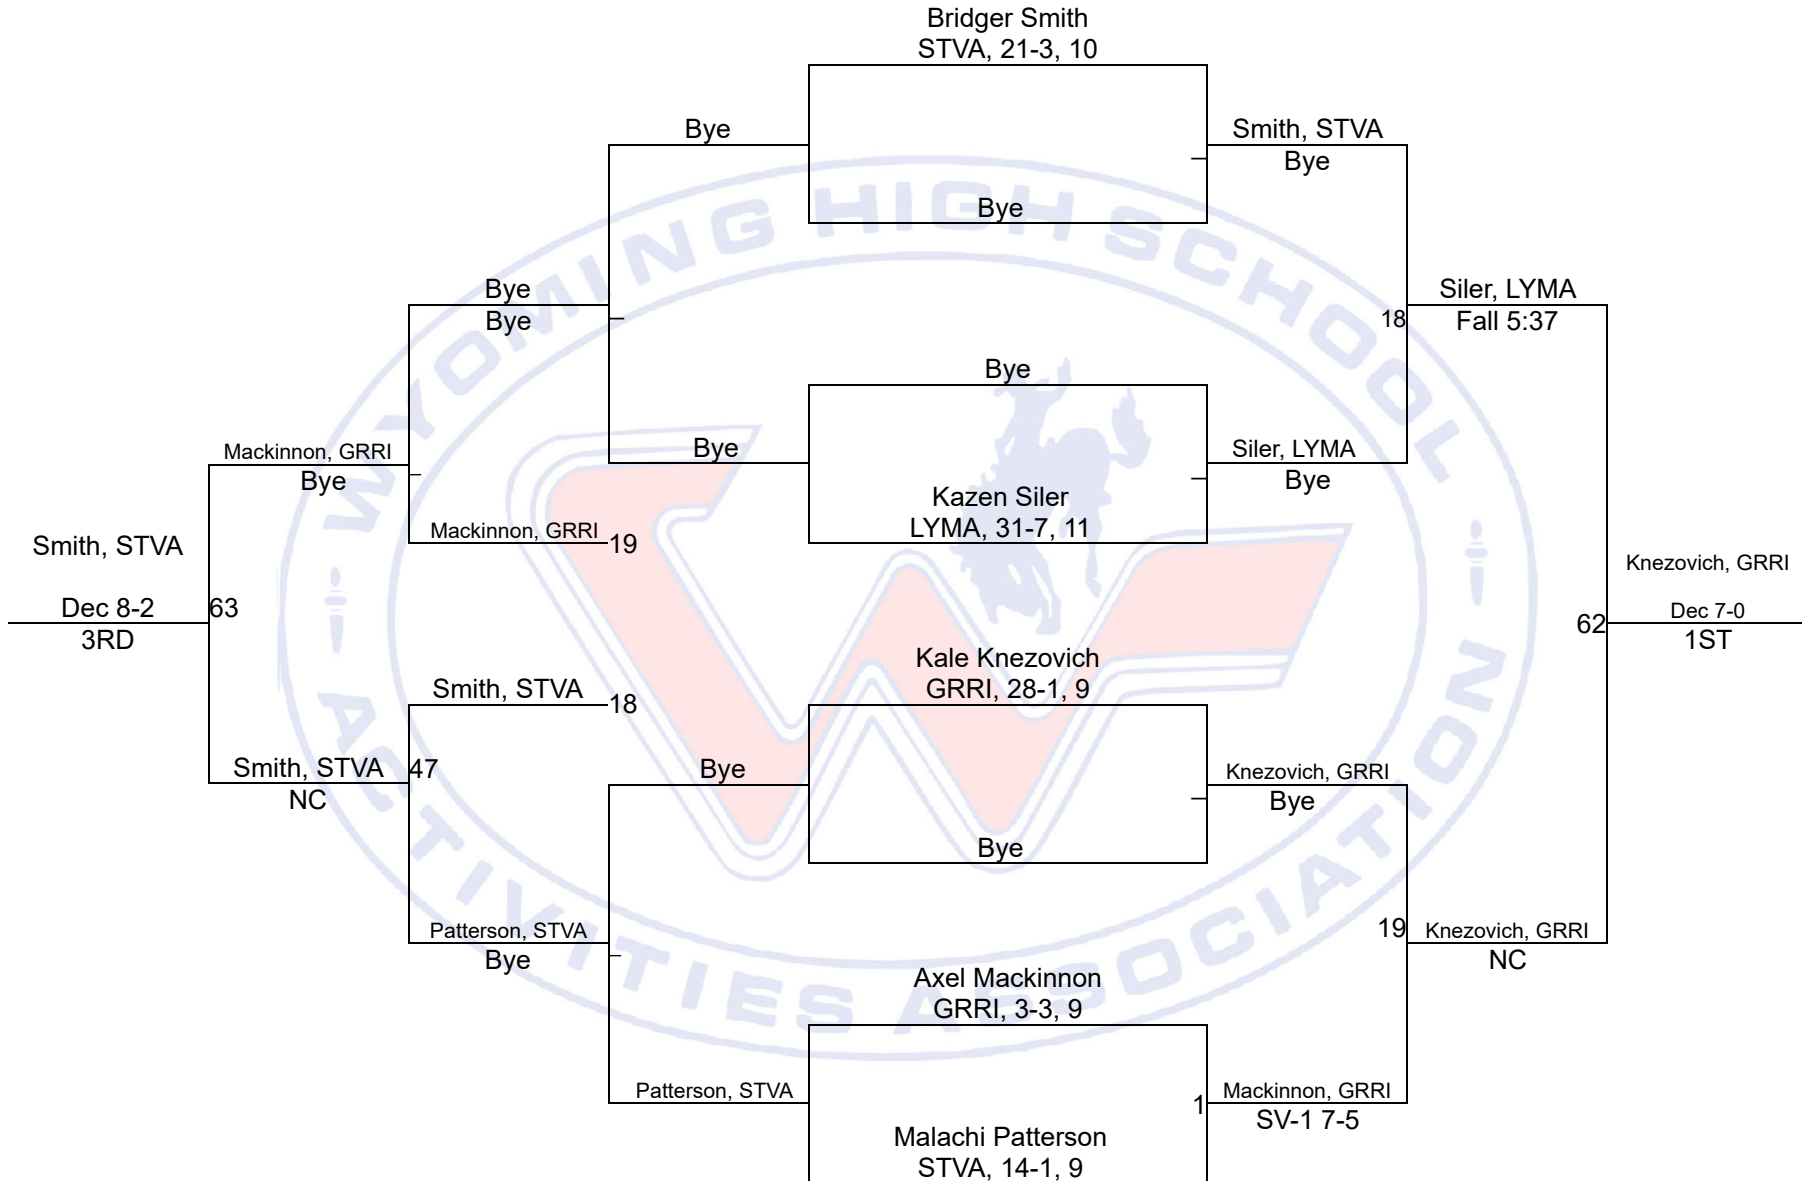 Bridger Smith
STVA, 21-3, 10
Bye
Smith, STVA
Bye
Bye
Bye
Bye
18
Siler, LYMA
Fall 5:37
Bye
Bye
Siler, LYMA
Bye
Kazen Siler
LYMA, 31-7, 11
Mackinnon, GRRI
Bye
Mackinnon, GRRI
19
Smith, STVA
Dec 8-2
3RD
63
Knezovich, GRRI
Dec 7-0
1ST
62
Kale Knezovich
GRRI, 28-1, 9
Smith, STVA
18
Smith, STVA
NC
47
Bye
Knezovich, GRRI
Bye
Bye
Patterson, STVA
Bye
19
Knezovich, GRRI
NC
Axel Mackinnon
GRRI, 3-3, 9
Patterson, STVA
1
Mackinnon, GRRI
SV-1 7-5
Malachi Patterson
STVA, 14-1, 9
WYOMING HIGH SCHOOL
ACTIVITIES ASSOCIATION